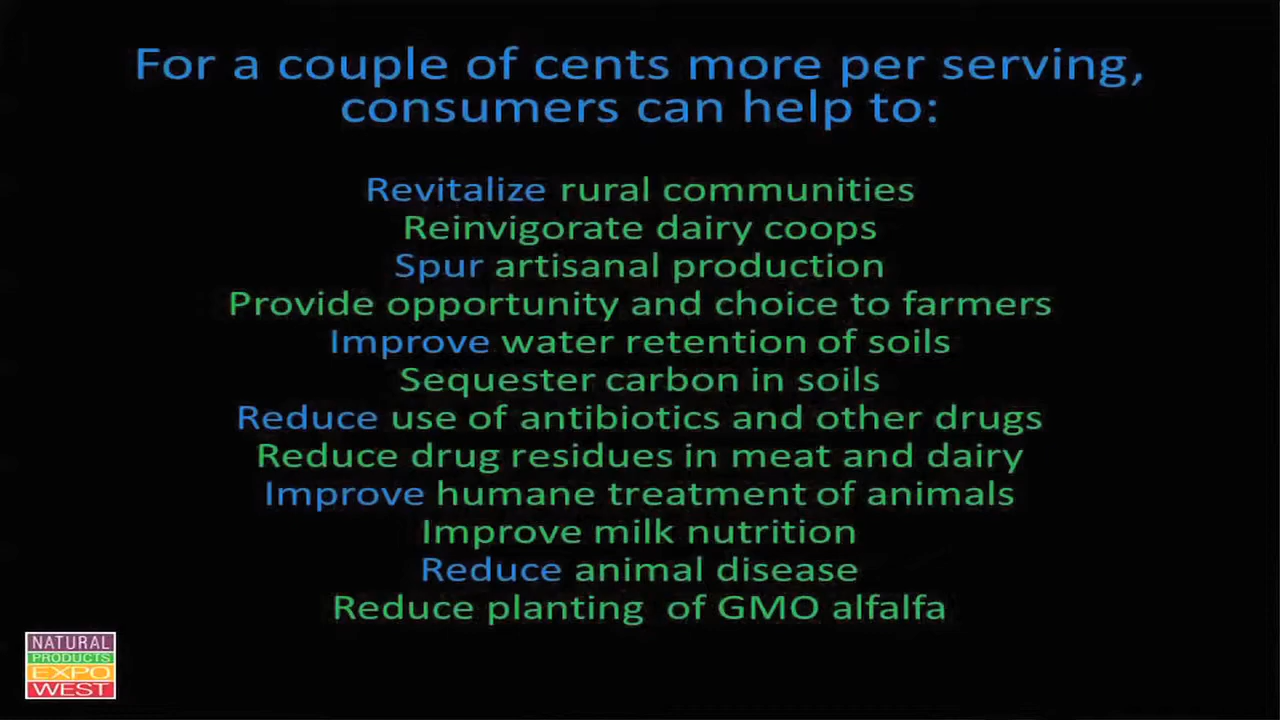 For a couple of cents more per serving,
consumers can help to:
Revitalize rural communities
Reinvigorate dairy coops
Spur artisanal production
Provide opportunity and choice to farmers
Improve water retention of soils
Sequester carbon in soils
Reduce use of antibiotics and other drugs
Reduce drug residues in meat and dairy
Improve humane treatment of animals
Improve milk nutrition
Reduce animal disease
Reduce planting  of GMO alfalfa
NATURAL
PRODUCTS
EXPO
WEST